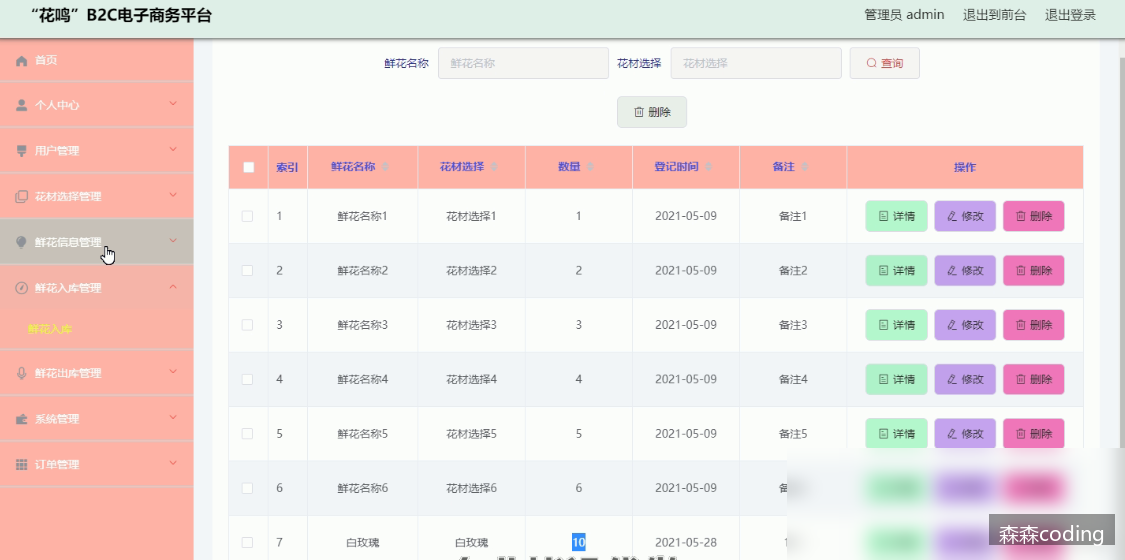 “花鸣”B2C电子商务平台 管理员 admin 退出到前台 退出登录
首页
个人中心
用户管理
花材选择管理
鲜花信息管理
鲜花入库管理
鲜花入库
鲜花出库管理
系统管理
订单管理
鲜花名称 鲜花名称 花材选择 花材选择 查询
删除
索引 鲜花名称 花材选择 数量 登记时间 备注 操作
1 鲜花名称1 花材选择1 1 2021-05-09 备注1 详情 修改 删除
2 鲜花名称2 花材选择2 2 2021-05-09 备注2 详情 修改 删除
3 鲜花名称3 花材选择3 3 2021-05-09 备注3 详情 修改 删除
4 鲜花名称4 花材选择4 4 2021-05-09 备注4 详情 修改 删除
5 鲜花名称5 花材选择5 5 2021-05-09 备注5 详情 修改 删除
6 鲜花名称6 花材选择6 6 2021-05-09
7 白玫瑰 白玫瑰 10 2021-05-28
森森coding